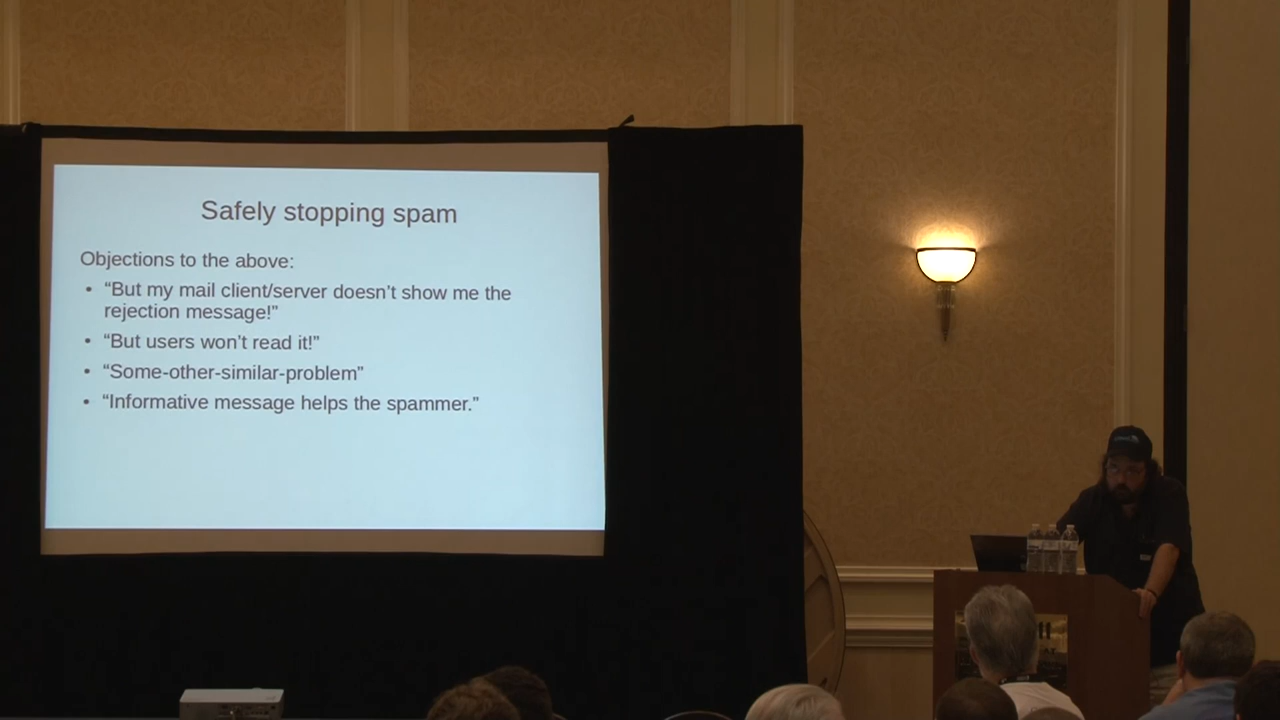 Safely stopping spam
Objections to the above:
• “But my mail client/server doesn’t show me the
rejection message!”
• “But users won’t read it!”
• “Some-other-similar-problem”
• “Informative message helps the spammer.”